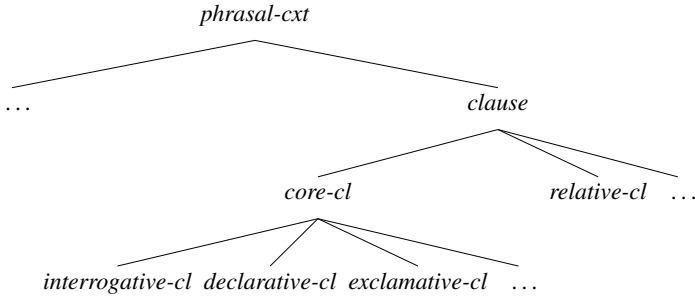 phrasal-cxt
... clause
core-cl relative-cl ...
interrogative-cl declarative-cl exclamative-cl ...